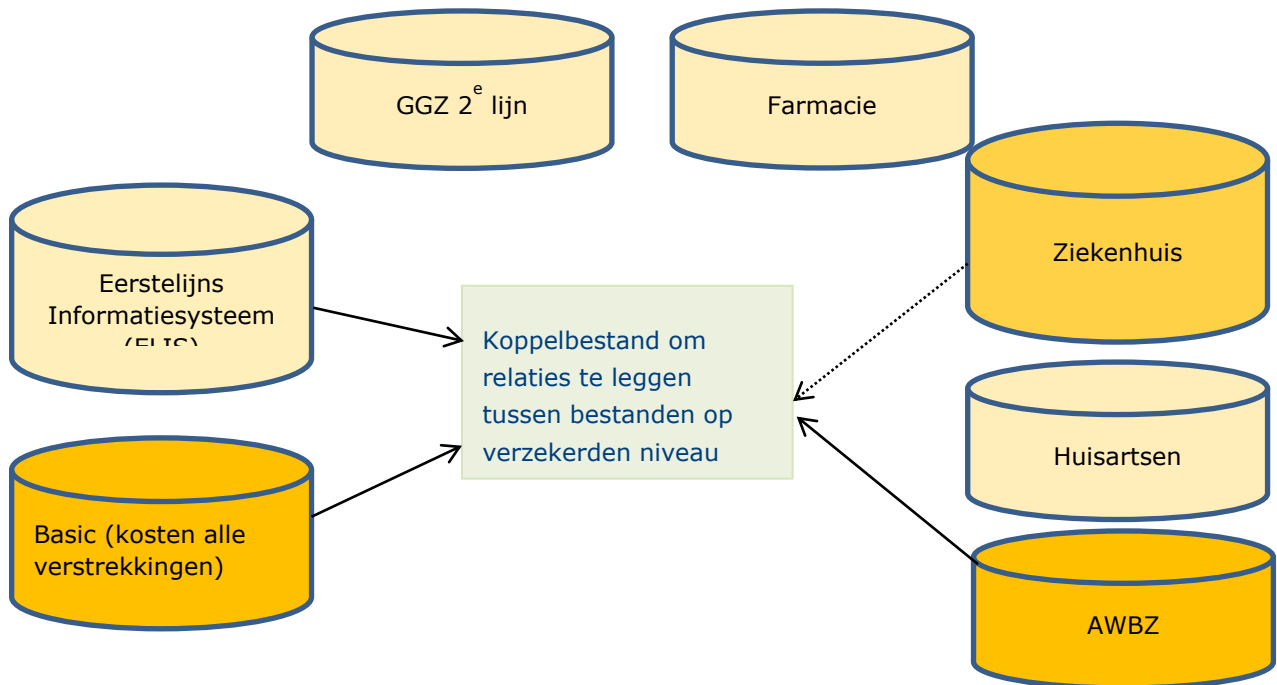 GGZ 2e lijn
Farmacie
Ziekenhuis
Eerstelijns
Informatiesysteem
Koppelbestand om
relaties te leggen
tussen bestanden op
verzekerden niveau
Huisartsen
Basic (kosten alle
verstrekkingen)
AWBZ